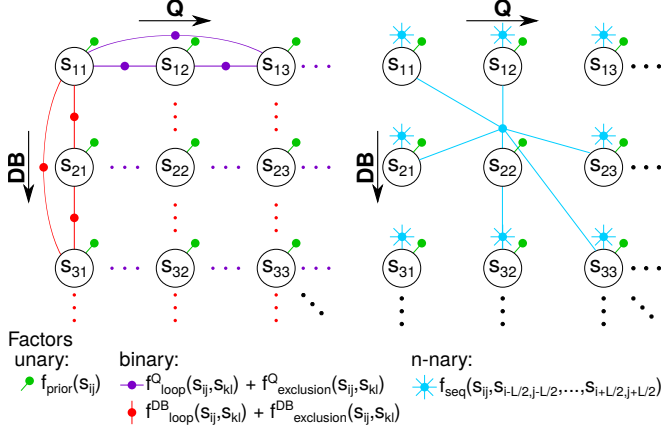 Q
Q
DB
DB
S11 S12 S13
S11 S12 S13
S21 S22 S23
S21 S22 S23
S31 S32 S33
S31 S32 S33
Factors
unary: binary: n-nary:
fprior(sij) fQloop(sij,skl) + fQexclusion(sij,skl) fseq(sij,si-L/2,j-L/2,...,si+L/2,j+L/2)
fDBloop(sij,skl) + fDBexclusion(sij,skl)